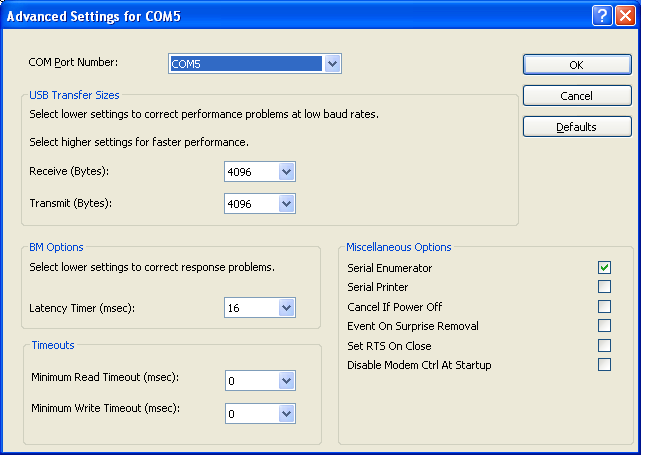 Advanced Settings for COM5
COM Port Number: COM5
OK
USB Transfer Sizes
Cancel
Select lower settings to correct performance problems at low baud rates.
Defaults
Select higher settings for faster performance.
Receive (Bytes): 4096
Transmit (Bytes): 4096
BM Options
Select lower settings to correct response problems.
Latency Timer (msec): 16
Timeouts
Minimum Read Timeout (msec): 0
Minimum Write Timeout (msec): 0
Miscellaneous Options
Serial Enumerator
Serial Printer
Cancel If Power Off
Event On Surprise Removal
Set RTS On Close
Disable Modem Ctrl At Startup